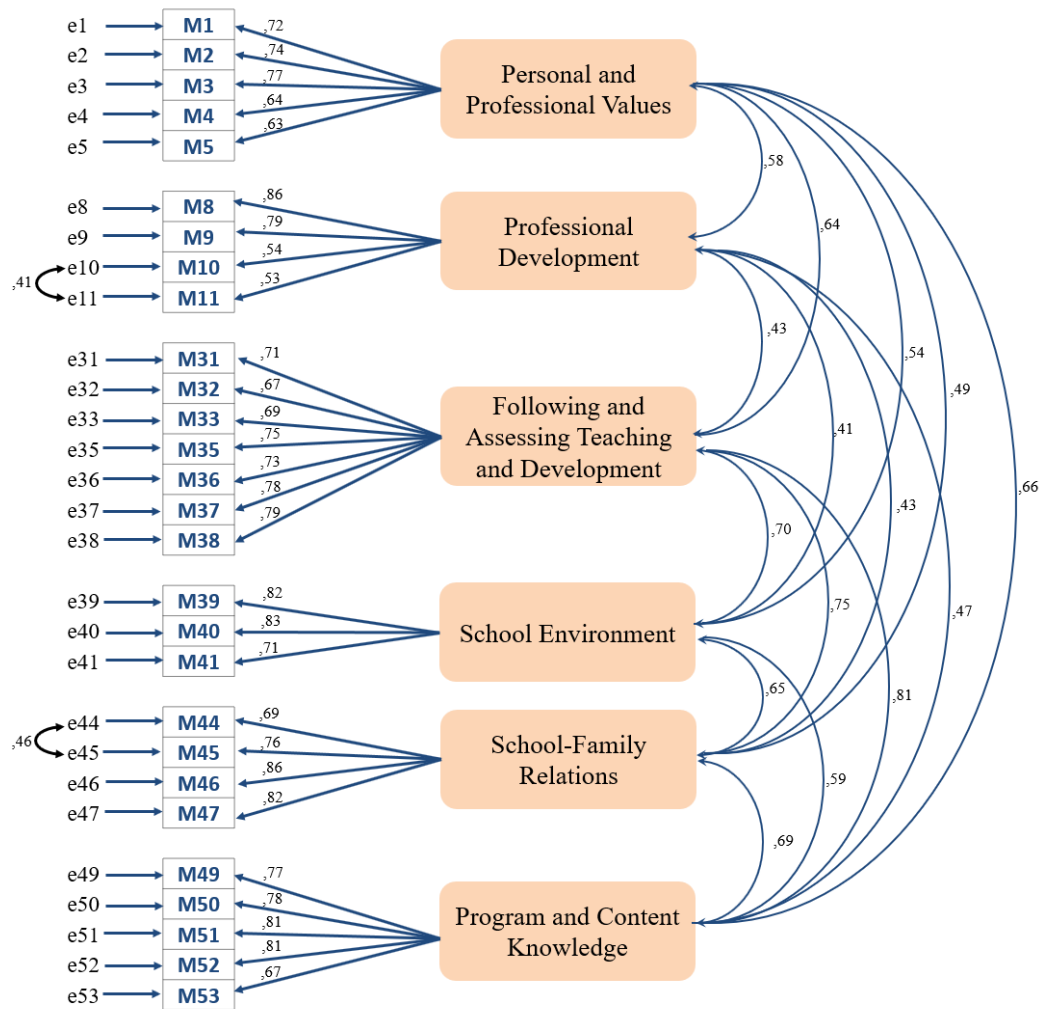 e1 M1 ,72
e2 M2 ,74
e3 M3 ,77
e4 M4 ,64
e5 M5 ,63
Personal and
Professional Values
,58
e8 M8 ,86
e9 M9 ,79
e10 M10 ,54
e11 M11 ,53
,41
Professional
Development
,64
,43
e31 M31 ,71
e32 M32 ,67
e33 M33 ,69
e35 M35 ,75
e36 M36 ,73
e37 M37 ,78
e38 M38 ,79
Following and
Assessing Teaching
and Development
,54
,49
,41
,66
,43
,70
e39 M39 ,82
e40 M40 ,83
e41 M41 ,71
School Environment
,75
,47
,65
,81
e44 M44 ,69
e45 M45 ,76
e46 M46 ,86
e47 M47 ,82
,46
School-Family
Relations
,59
,69
e49 M49 ,77
e50 M50 ,78
e51 M51 ,81
e52 M52 ,81
e53 M53 ,67
Program and Content
Knowledge